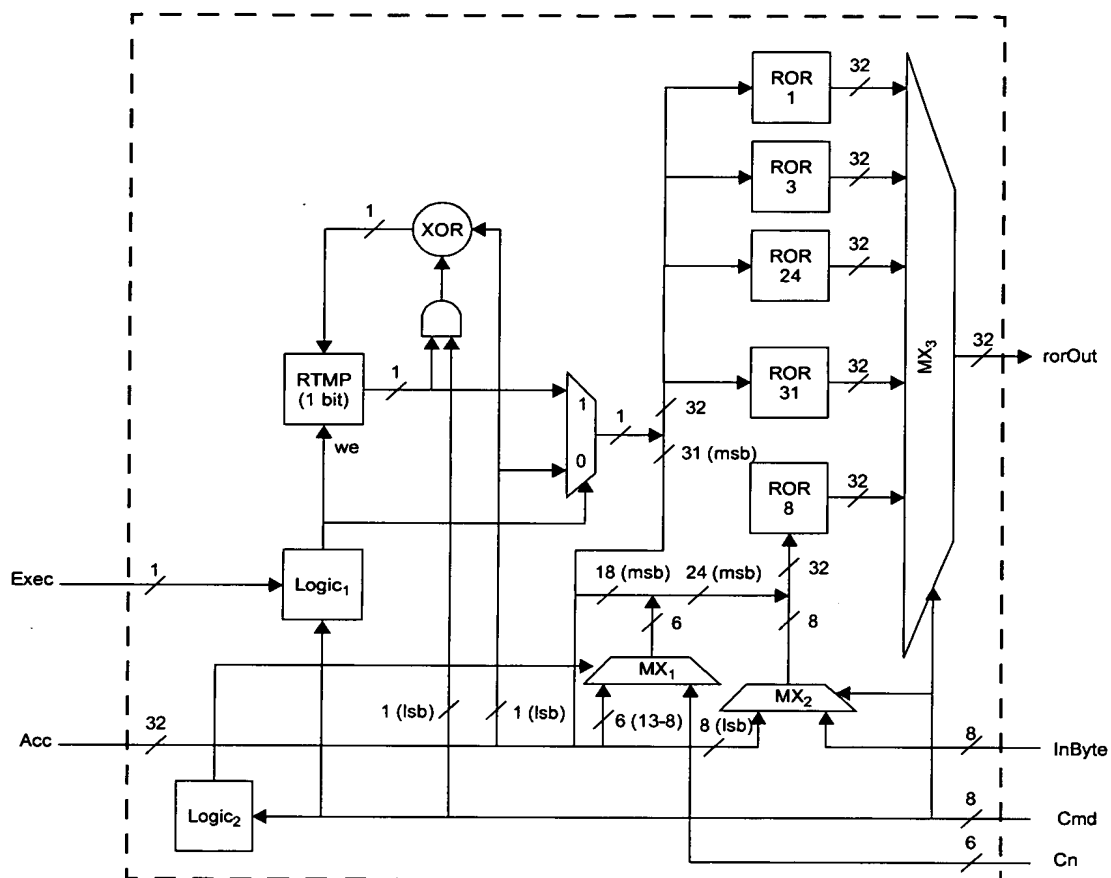 32
ROR
1
32
ROR
3
1
XOR
32
ROR
24
MX3
32
rorOut
RTMP
(1 bit)
1
we
1
0
1
32
ROR
31
32
31 (msb)
ROR
8
32
Exec
1
Logic1
18 (msb)
24 (msb)
32
6
8
MX1
MX2
1 (lsb)
1 (lsb)
6 (13-8)
8 (lsb)
Acc
32
8
InByte
Logic2
8
Cmd
6
Cn